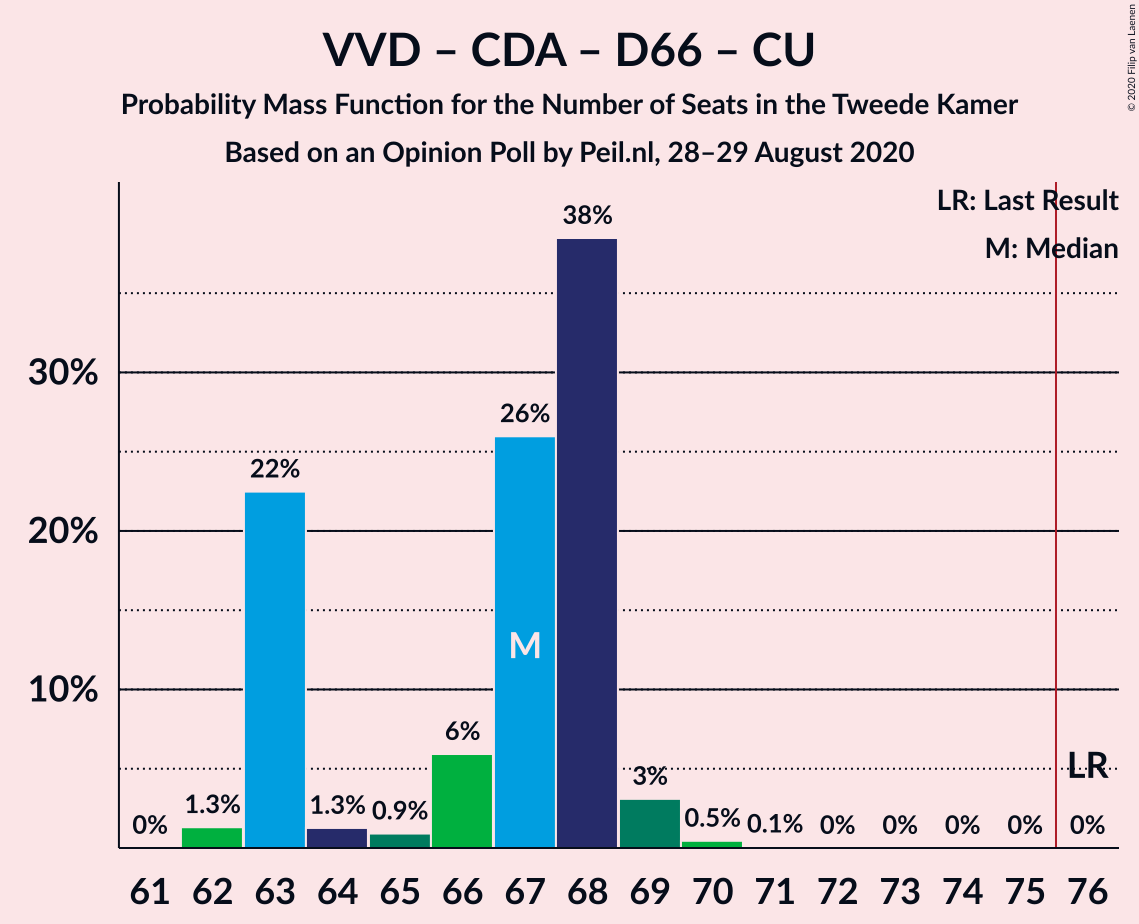 VVD – CDA – D66 – CU
Probability Mass Function for the Number of Seats in the Tweede Kamer
Based on an Opinion Poll by Peil.nl, 28–29 August 2020
© 2020 Filip van Laenen
LR: Last Result
M: Median
38%
30%
26%
22%
20%
M
10%
6%
LR
3%
0% 1.3% 1.3% 0.9% 0.5% 0.1% 0% 0% 0% 0% 0%
61 62 63 64 65 66 67 68 69 70 71 72 73 74 75 76